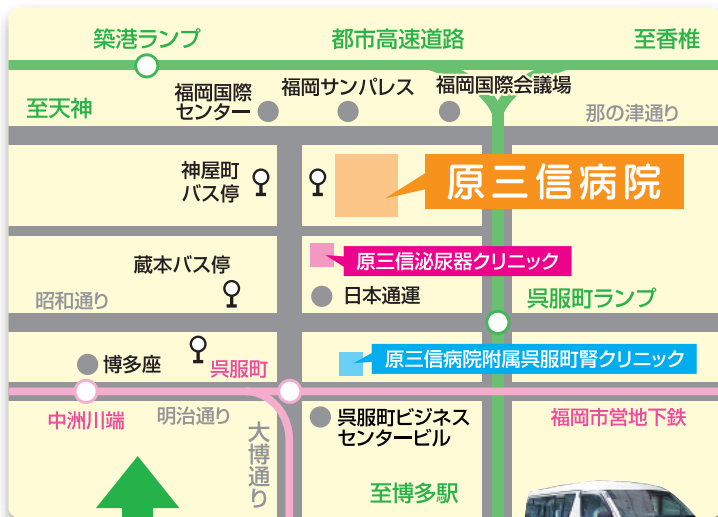 築港ランプ
都市高速道路
至香椎
福岡国際
センター
福岡サンパレス
福岡国際会議場
至天神
那の津通り
神屋町
バス停
原三信病院
蔵本バス停
原三信泌尿器クリニック
日本通運
昭和通り
呉服町ランプ
博多座
呉服町
原三信病院附属呉服町腎クリニック
中洲川端
明治通り
大博通り
呉服町ビジネス
センタービル
福岡市営地下鉄
至博多駅